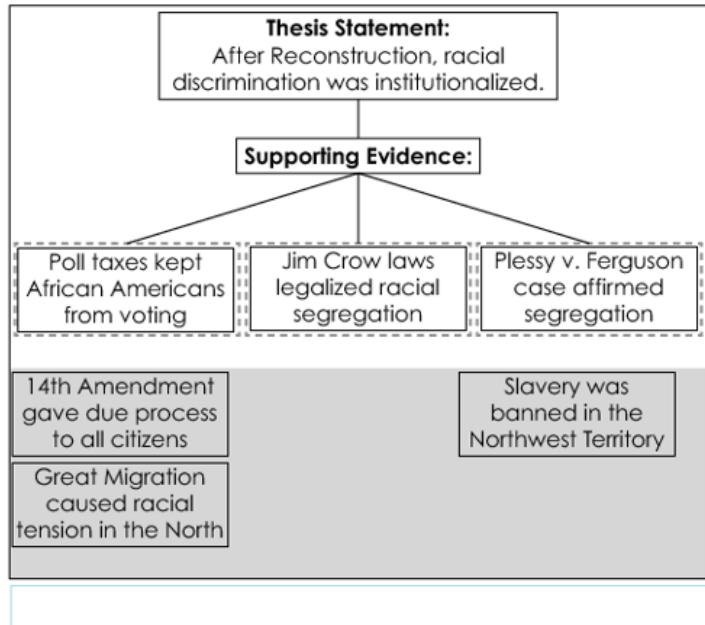 Thesis Statement:
After Reconstruction, racial
discrimination was institutionalized.
Supporting Evidence:
Poll taxes kept
African Americans
from voting
Jim Crow laws
legalized racial
segregation
Plessy v. Ferguson
case affirmed
segregation
14th Amendment
gave due process
to all citizens
Slavery was
banned in the
Northwest Territory
Great Migration
caused racial
tension in the North